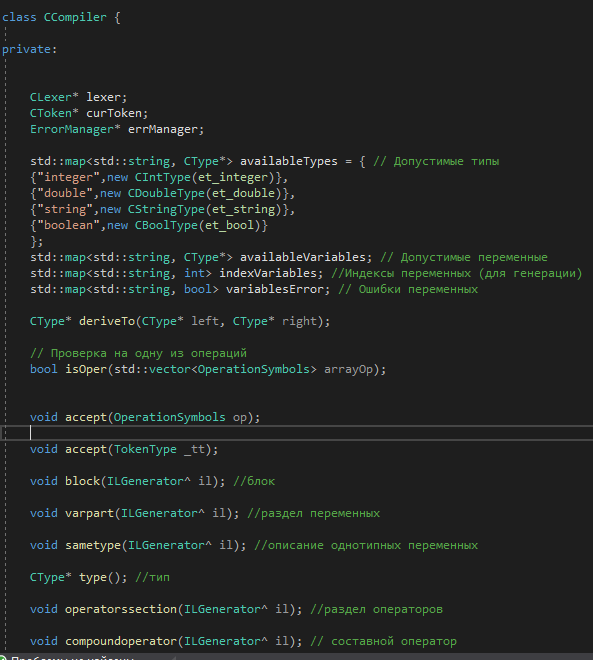 class CCompiler {
private:
CLexer* lexer;
CToken* curToken;
ErrorManager* errManager;
std::map<std::string, CType*> availableTypes = { // Допустимые типы
{"integer",new CIntType(et_integer)},
{"double",new CDoubleType(et_double)},
{"string",new CStringType(et_string)},
{"boolean",new CBoolType(et_bool)}
};
std::map<std::string, CType*> availableVariables; // Допустимые переменные
std::map<std::string, int> indexVariables; //Индексы переменных (для генерации)
std::map<std::string, bool> variablesError; // Ошибки переменных
CType* deriveTo(CType* left, CType* right);
// Проверка на одну из операций
bool isOper(std::vector<OperationSymbols> arrayOp);
void accept(OperationSymbols op);
void accept(TokenType _tt);
void block(ILGenerator^ il); //блок
void varpart(ILGenerator^ il); //раздел переменных
void sametype(ILGenerator^ il); //описание однотипных переменных
CType* type(); //тип
void operatorssection(ILGenerator^ il); //раздел операторов
void compoundoperator(ILGenerator^ il); // составной оператор